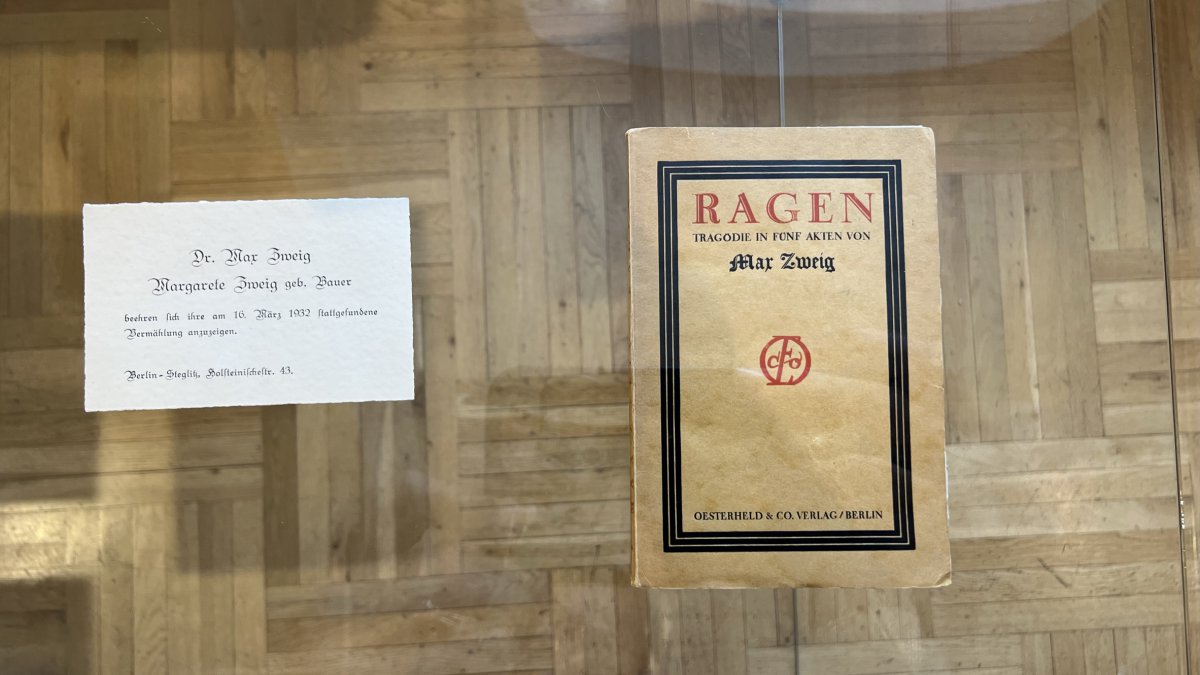 Dr. Max Zweig
Margarete Zweig geb. Bauer
beehren sich ihre am 16. März 1932 stattgefundene
Vermählung anzuzeigen.
Berlin-Steglitz, Holsteinischestr. 43.
RAGEN
TRAGÖDIE IN FÜNF AKTEN VON
Max Zweig
OESTERHELD & CO. VERLAG / BERLIN